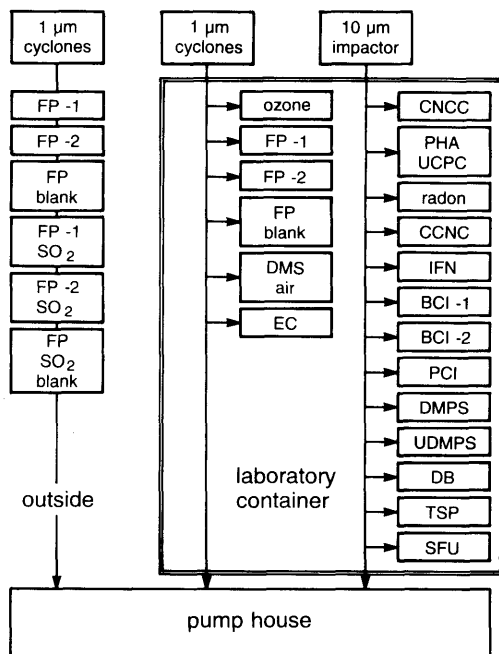 1 μm
cyclones
1 μm
cyclones
10 μm
impactor
FP -1
FP -2
FP
blank
FP -1
SO2
FP -2
SO2
FP
SO2
blank
outside
ozone
FP -1
FP -2
FP
blank
DMS
air
EC
laboratory
container
CNCC
PHA
UCPC
radon
CCNC
IFN
BCI -1
BCI -2
PCI
DMPS
UDMPS
DB
TSP
SFU
pump house